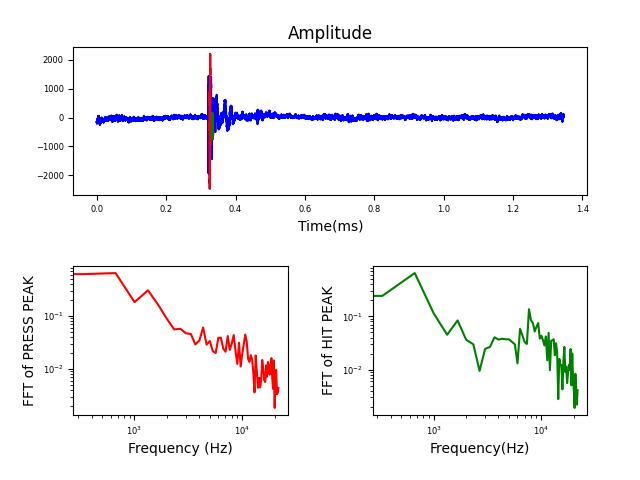 Amplitude
2000
1000
0
−1000
−2000
0.0 0.2 0.4 0.6 0.8 1.0 1.2 1.4
Time(ms)
FFT of PRESS PEAK
10⁻¹
10⁻²
10³ 10⁴
Frequency (Hz)
FFT of HIT PEAK
10⁻¹
10⁻²
10³ 10⁴
Frequency(Hz)